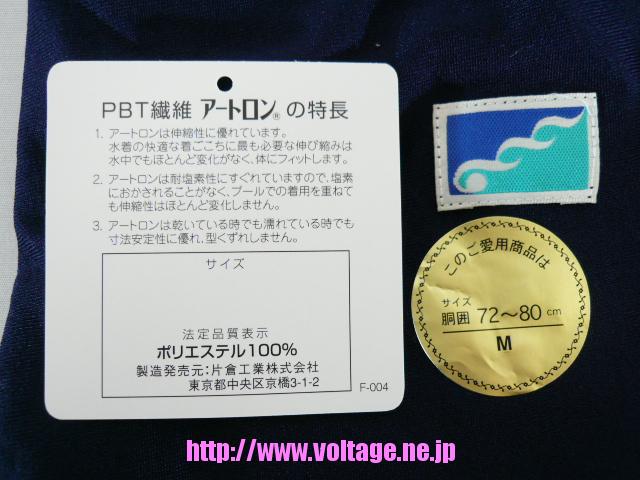 PBT繊維 アートロン® の特長
1. アートロンは伸縮性に優れています。
水着の快適な着ごこちに最も必要な伸び縮みは
水中でもほとんど変化がなく、体にフィットします。
2. アートロンは耐塩素性にすぐれていますので、塩素
におかされることがなく、プールでの着用を重ねて
も伸縮性はほとんど変化しません。
3. アートロンは乾いている時でも濡れている時でも
寸法安定性に優れ、型くずれしません。
サイズ
法定品質表示
ポリエステル100%
製造発売元:片倉工業株式会社
東京都中央区京橋3-1-2
F-004
このご愛用商品は
サイズ
胴囲 72〜80 cm
M
http://www.voltage.ne.jp